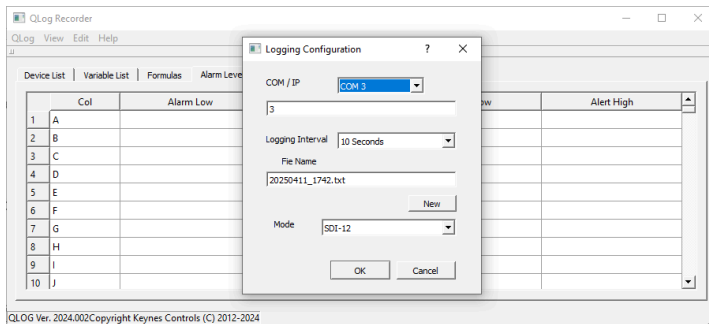 QLog Recorder
QLog View Edit Help
Device List Variable List Formulas Alarm Leve
Col Alarm Low Alert High
1 A
2 B
3 C
4 D
5 E
6 F
7 G
8 H
9 I
10 J
Logging Configuration ? ×
COM / IP COM 3
3
Logging Interval 10 Seconds
Fie Name
20250411_1742.txt
New
Mode SDI-12
OK Cancel
QLOG Ver. 2024.002Copyright Keynes Controls (C) 2012-2024